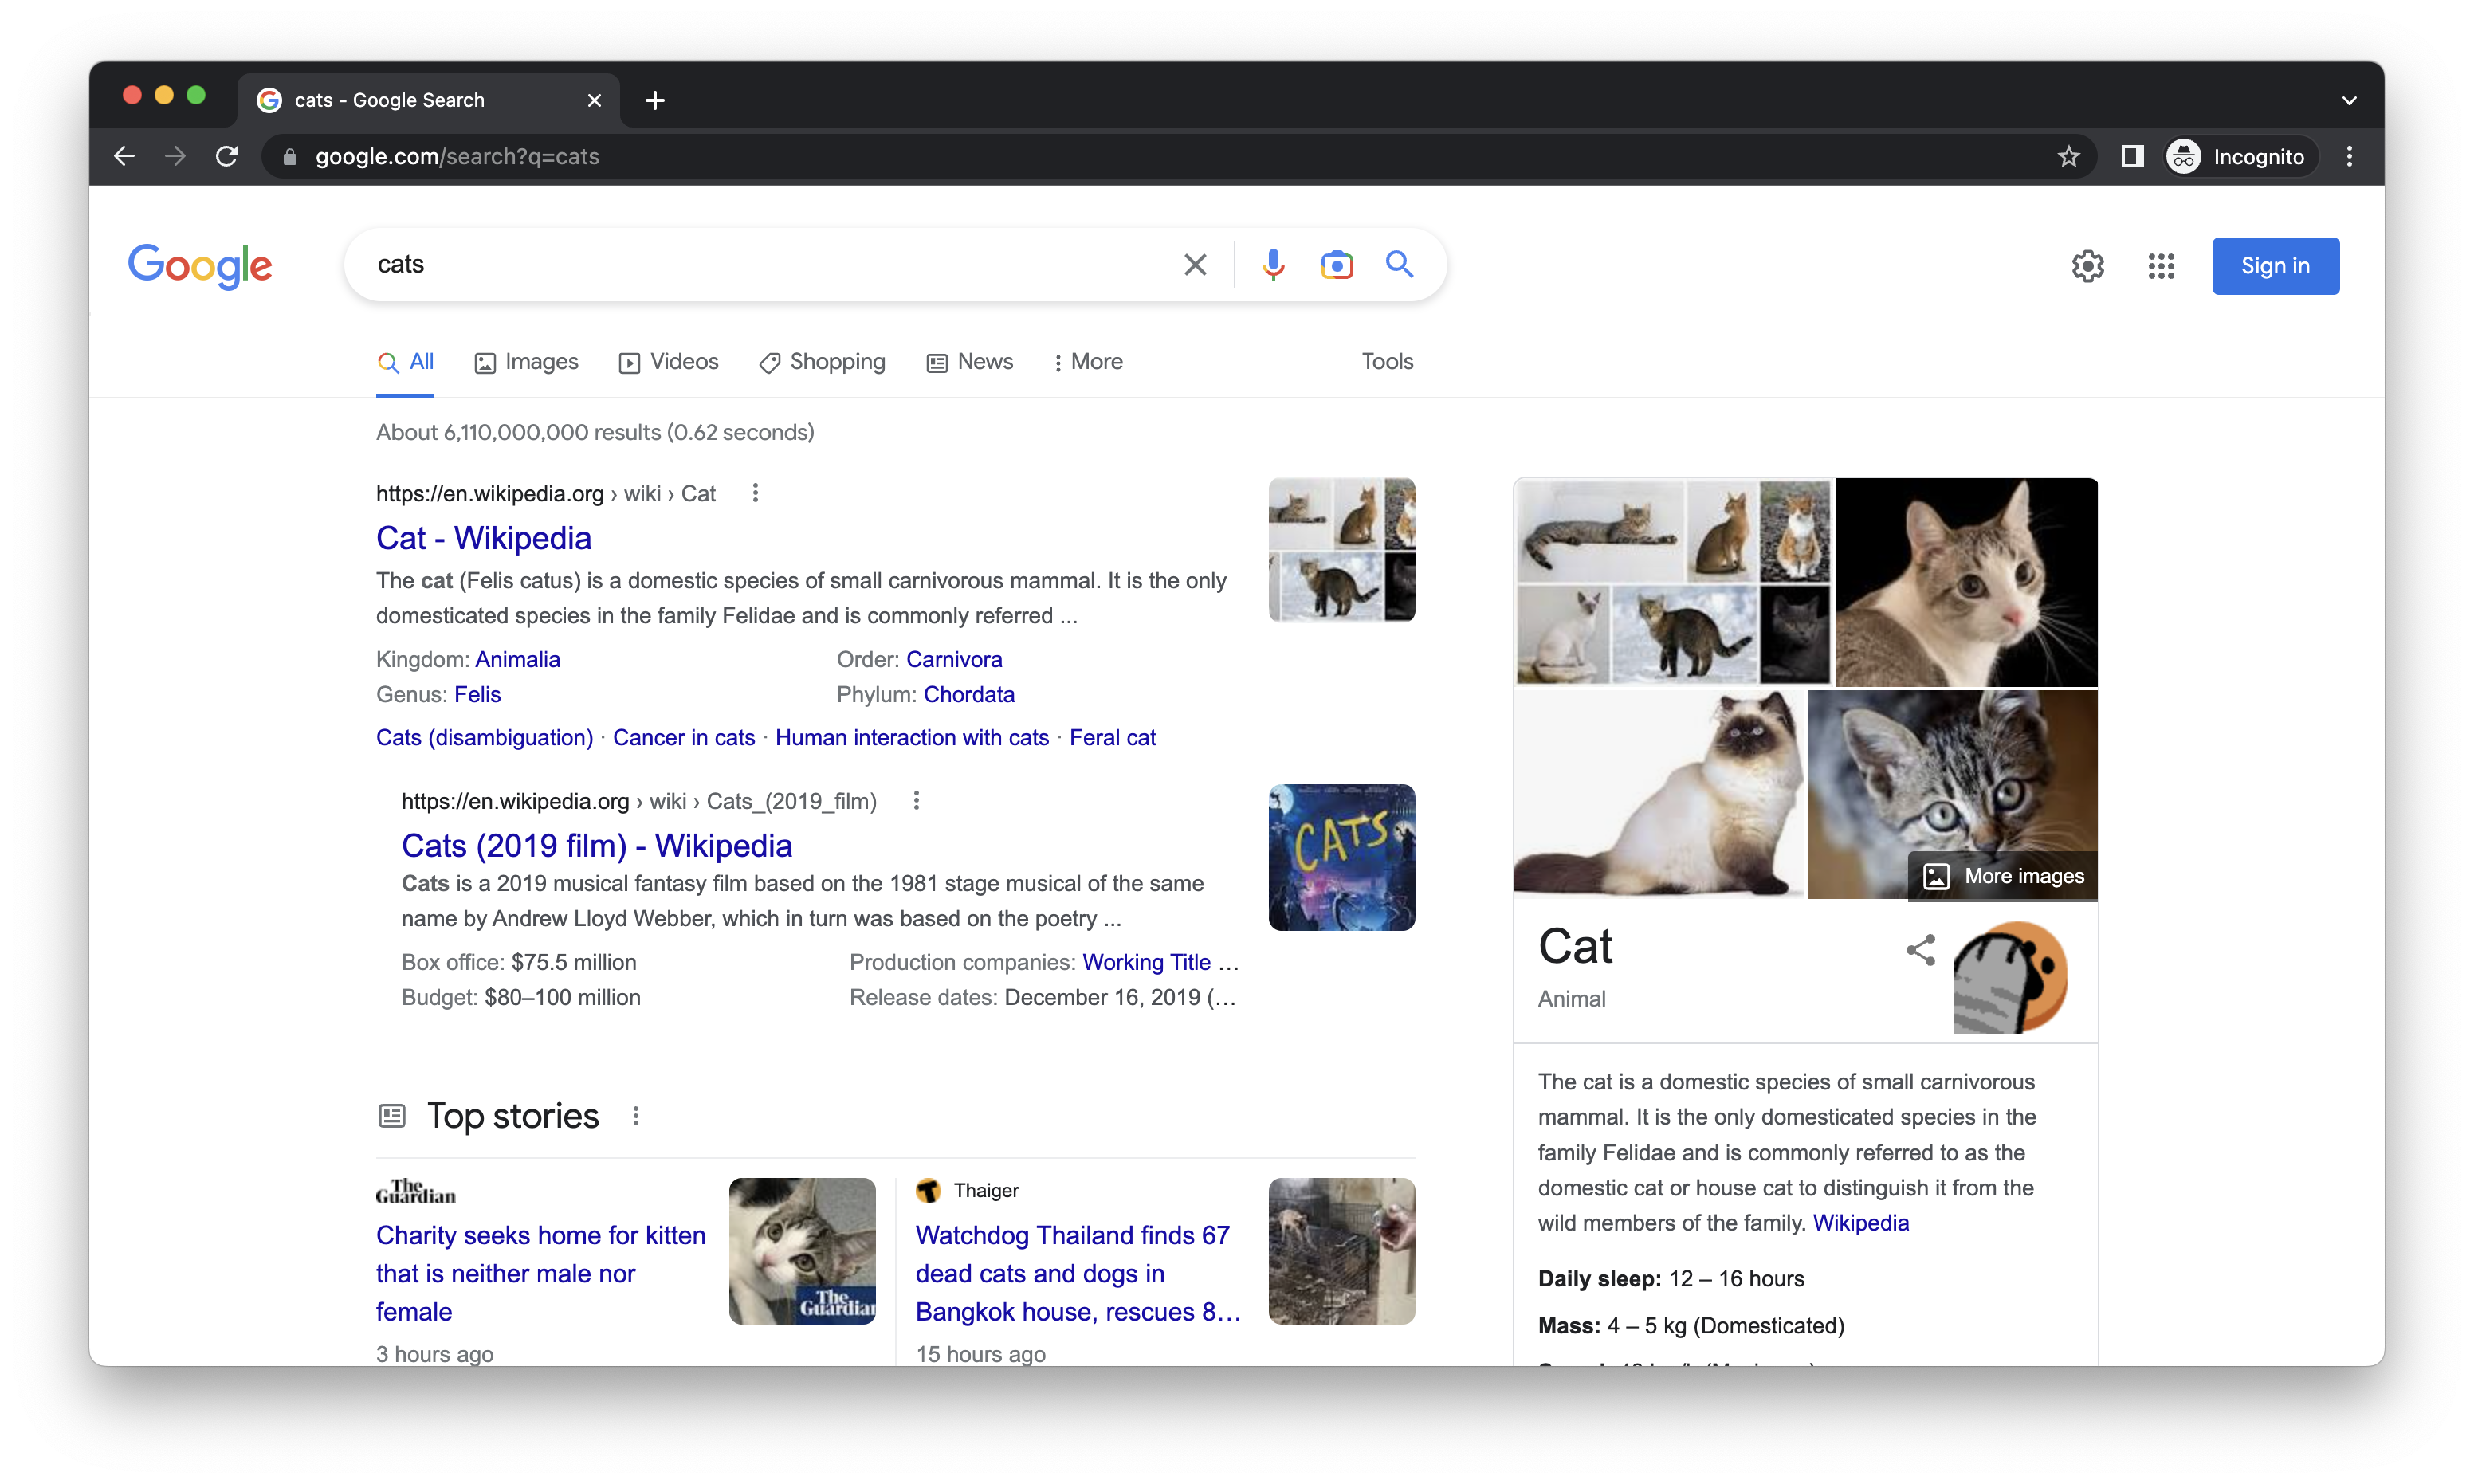 cats - Google Search
google.com/search?q=cats
Incognito
Google
cats
Sign in
All
Images
Videos
Shopping
News
More
Tools
About 6,110,000,000 results (0.62 seconds)
https://en.wikipedia.org › wiki › Cat
Cat - Wikipedia
The cat (Felis catus) is a domestic species of small carnivorous mammal. It is the only
domesticated species in the family Felidae and is commonly referred ...
Kingdom: Animalia
Order: Carnivora
Genus: Felis
Phylum: Chordata
Cats (disambiguation) · Cancer in cats · Human interaction with cats · Feral cat
https://en.wikipedia.org › wiki › Cats_(2019_film)
Cats (2019 film) - Wikipedia
Cats is a 2019 musical fantasy film based on the 1981 stage musical of the same
name by Andrew Lloyd Webber, which in turn was based on the poetry ...
Box office: $75.5 million
Production companies: Working Title ...
Budget: $80–100 million
Release dates: December 16, 2019 (...
CATS
Top stories
The Guardian
Charity seeks home for kitten
that is neither male nor
female
3 hours ago
The
Guardian
Thaiger
Watchdog Thailand finds 67
dead cats and dogs in
Bangkok house, rescues 8...
15 hours ago
More images
Cat
Animal
The cat is a domestic species of small carnivorous
mammal. It is the only domesticated species in the
family Felidae and is commonly referred to as the
domestic cat or house cat to distinguish it from the
wild members of the family. Wikipedia
Daily sleep: 12 – 16 hours
Mass: 4 – 5 kg (Domesticated)